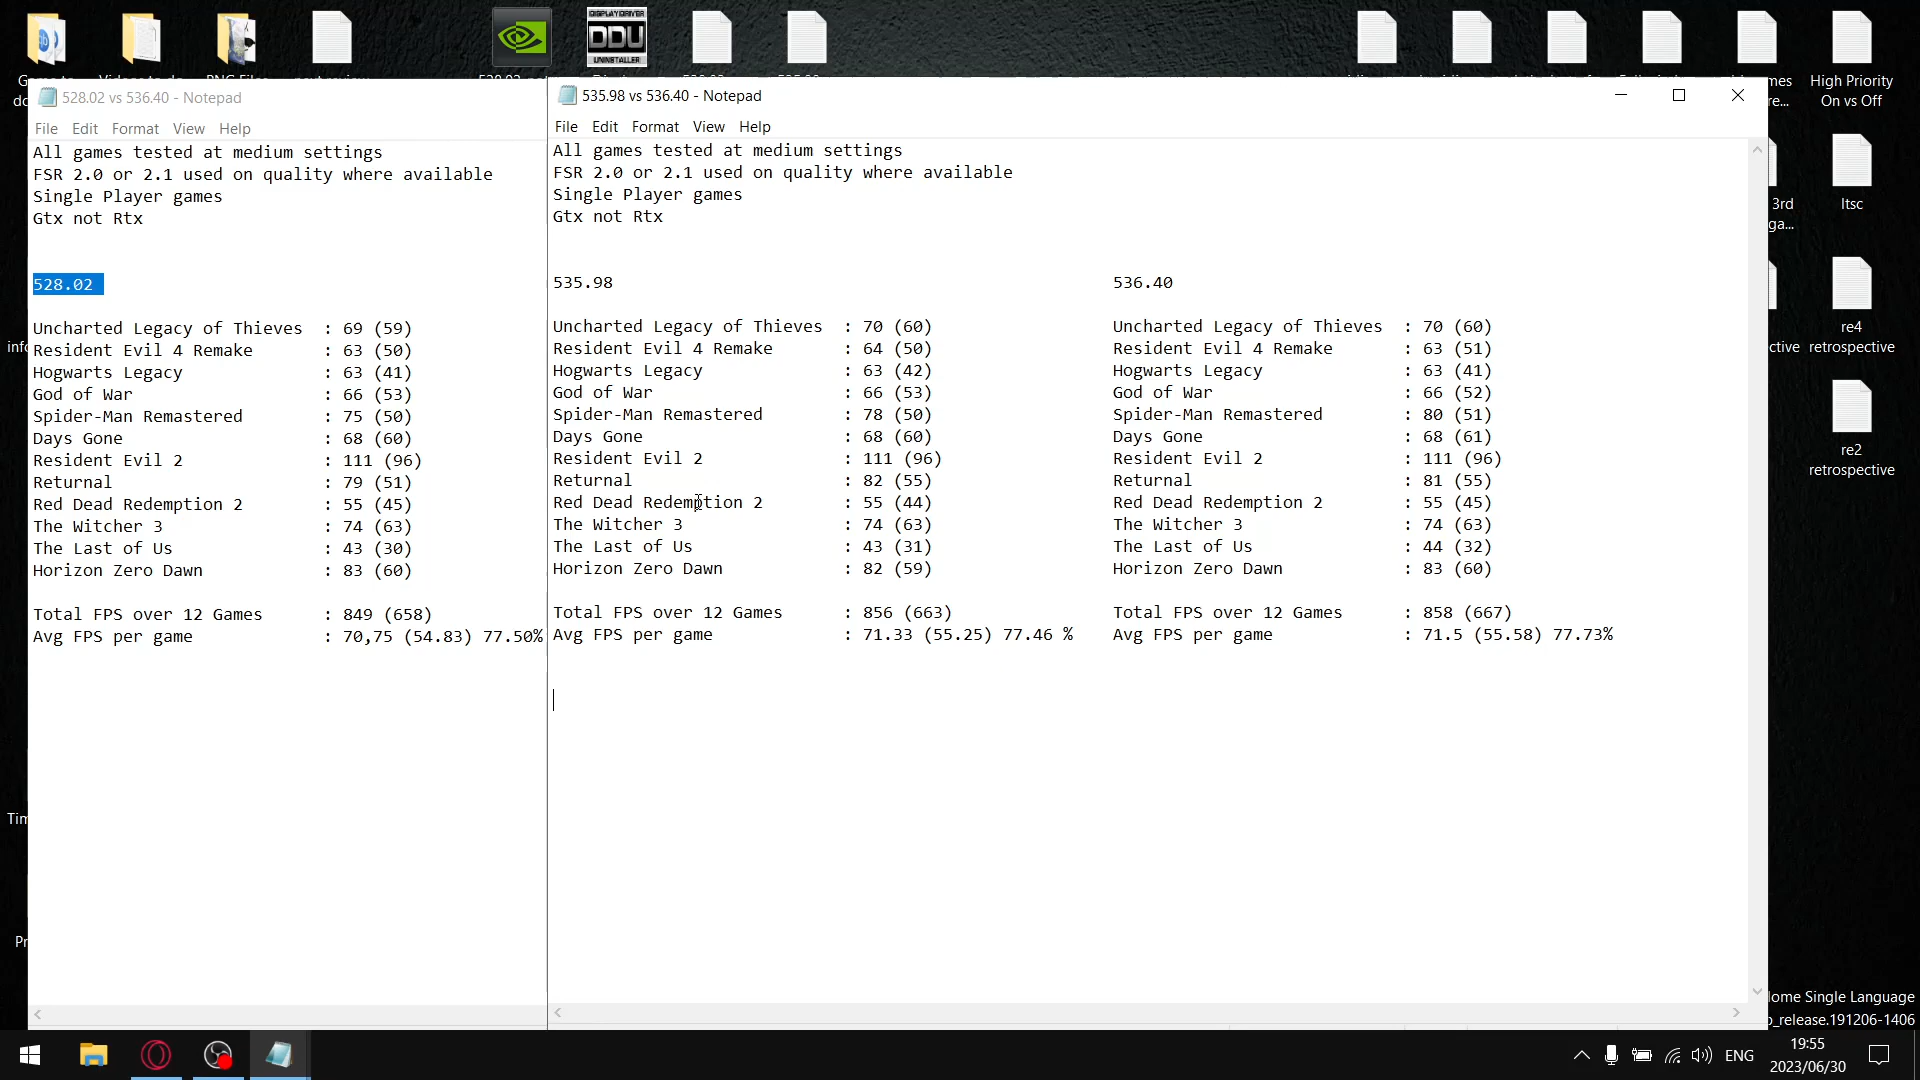 DISPLAY DRIVER
DDU
UNINSTALLER
High Priority
On vs Off
3rd
ltsc
re4
retrospective
re2
retrospective
528.02 vs 536.40 - Notepad
File Edit Format View Help
All games tested at medium settings
FSR 2.0 or 2.1 used on quality where available
Single Player games
Gtx not Rtx
528.02
Uncharted Legacy of Thieves : 69 (59)
Resident Evil 4 Remake : 63 (50)
Hogwarts Legacy : 63 (41)
God of War : 66 (53)
Spider-Man Remastered : 75 (50)
Days Gone : 68 (60)
Resident Evil 2 : 111 (96)
Returnal : 79 (51)
Red Dead Redemption 2 : 55 (45)
The Witcher 3 : 74 (63)
The Last of Us : 43 (30)
Horizon Zero Dawn : 83 (60)
Total FPS over 12 Games : 849 (658)
Avg FPS per game : 70,75 (54.83) 77.50%
535.98 vs 536.40 - Notepad
File Edit Format View Help
All games tested at medium settings
FSR 2.0 or 2.1 used on quality where available
Single Player games
Gtx not Rtx
535.98 536.40
Uncharted Legacy of Thieves : 70 (60) Uncharted Legacy of Thieves : 70 (60)
Resident Evil 4 Remake : 64 (50) Resident Evil 4 Remake : 63 (51)
Hogwarts Legacy : 63 (42) Hogwarts Legacy : 63 (41)
God of War : 66 (53) God of War : 66 (52)
Spider-Man Remastered : 78 (50) Spider-Man Remastered : 80 (51)
Days Gone : 68 (60) Days Gone : 68 (61)
Resident Evil 2 : 111 (96) Resident Evil 2 : 111 (96)
Returnal : 82 (55) Returnal : 81 (55)
Red Dead Redemption 2 : 55 (44) Red Dead Redemption 2 : 55 (45)
The Witcher 3 : 74 (63) The Witcher 3 : 74 (63)
The Last of Us : 43 (31) The Last of Us : 44 (32)
Horizon Zero Dawn : 82 (59) Horizon Zero Dawn : 83 (60)
Total FPS over 12 Games : 856 (663) Total FPS over 12 Games : 858 (667)
Avg FPS per game : 71.33 (55.25) 77.46 % Avg FPS per game : 71.5 (55.58) 77.73%
Single Language
ENG
19:55
2023/06/30